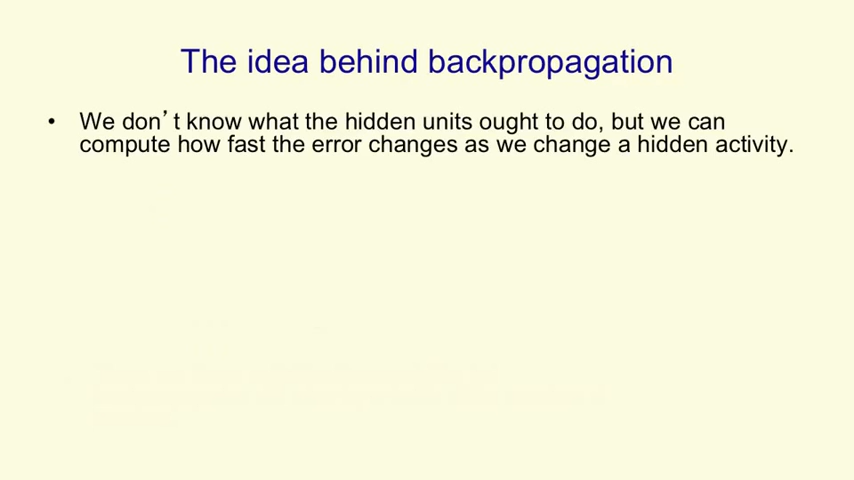 The idea behind backpropagation
• We don’t know what the hidden units ought to do, but we can
compute how fast the error changes as we change a hidden activity.